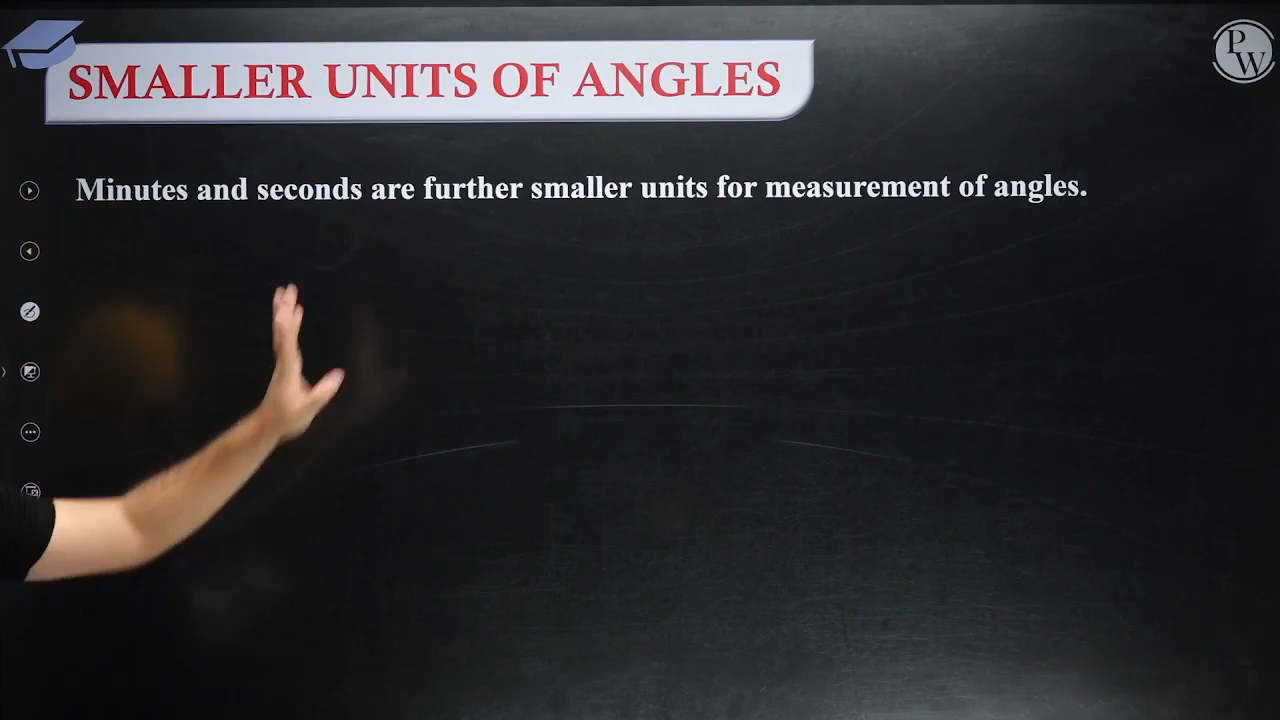 SMALLER UNITS OF ANGLES
PW
Minutes and seconds are further smaller units for measurement of angles.